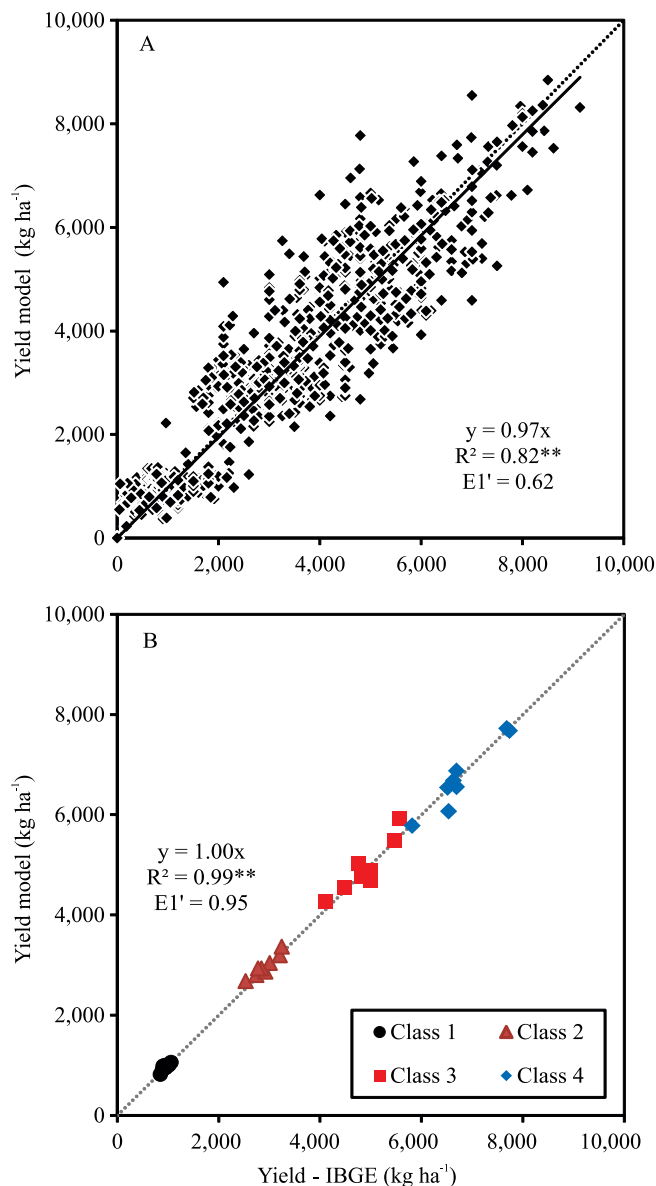 10,000
A
8,000
6,000
4,000
2,000
0
Yield model (kg ha⁻¹)
y = 0.97x
R² = 0.82**
E1' = 0.62
0 2,000 4,000 6,000 8,000 10,000
10,000
B
8,000
6,000
4,000
2,000
0
Yield model (kg ha⁻¹)
y = 1.00x
R² = 0.99**
E1' = 0.95
Class 1 Class 2
Class 3 Class 4
0 2,000 4,000 6,000 8,000 10,000
Yield - IBGE (kg ha⁻¹)